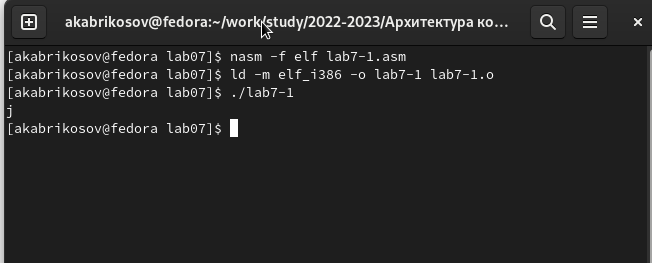 akabrikosov@fedora:~/work/study/2022-2023/Архитектура ко...
[akabrikosov@fedora lab07]$ nasm -f elf lab7-1.asm
[akabrikosov@fedora lab07]$ ld -m elf_i386 -o lab7-1 lab7-1.o
[akabrikosov@fedora lab07]$ ./lab7-1
j
[akabrikosov@fedora lab07]$